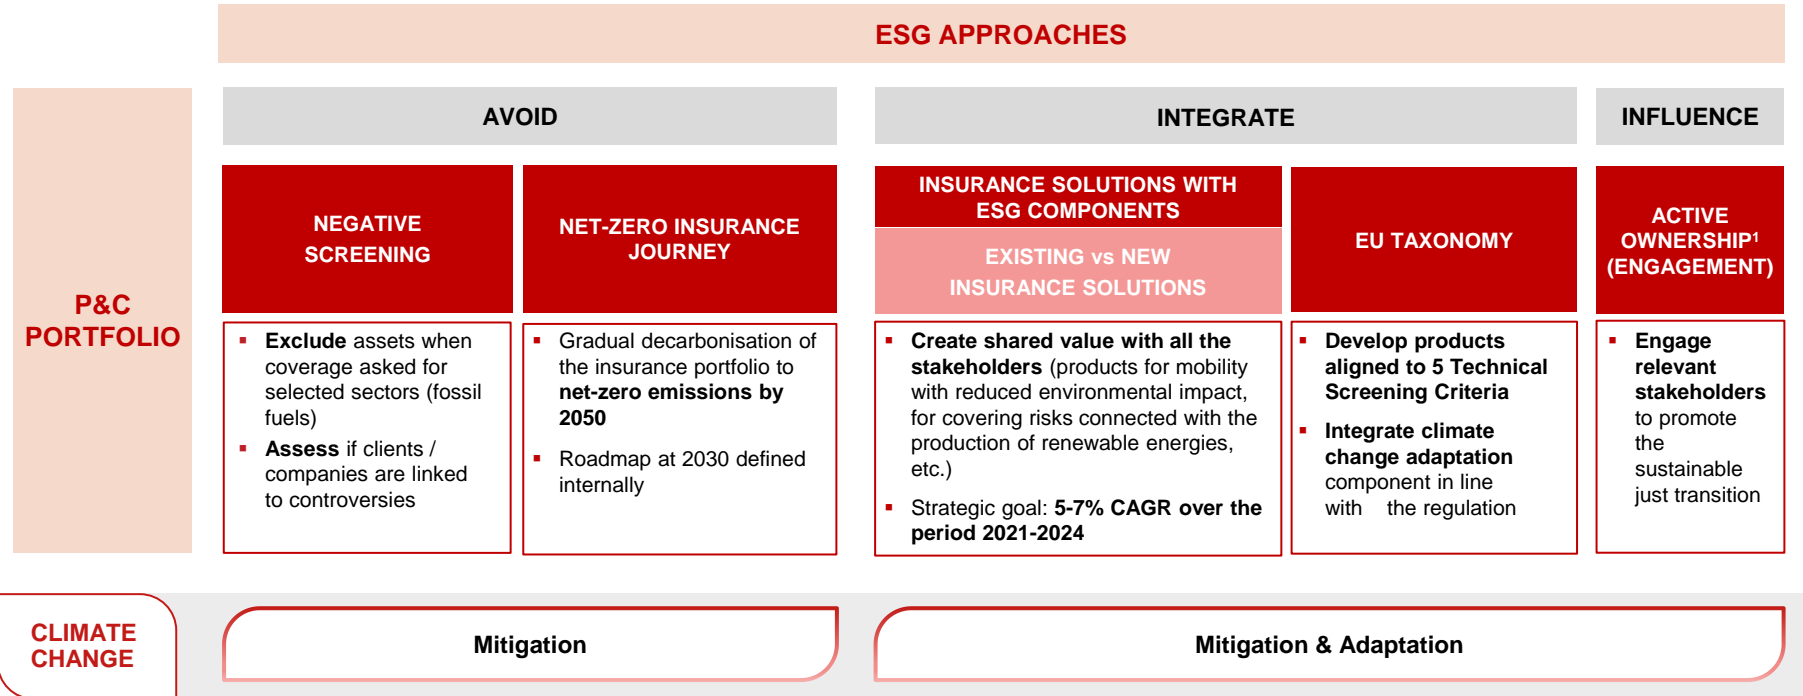 ESG APPROACHES
P&C
PORTFOLIO
AVOID
NEGATIVE
SCREENING
▪ Exclude assets when
coverage asked for
selected sectors (fossil
fuels)
▪ Assess if clients /
companies are linked
to controversies
NET-ZERO INSURANCE
JOURNEY
▪ Gradual decarbonisation of
the insurance portfolio to
net-zero emissions by
2050
▪ Roadmap at 2030 defined
internally
INTEGRATE
INSURANCE SOLUTIONS WITH
ESG COMPONENTS
EXISTING vs NEW
INSURANCE SOLUTIONS
▪ Create shared value with all the
stakeholders (products for mobility
with reduced environmental impact,
for covering risks connected with the
production of renewable energies,
etc.)
▪ Strategic goal: 5-7% CAGR over the
period 2021-2024
EU TAXONOMY
▪ Develop products
aligned to 5 Technical
Screening Criteria
▪ Integrate climate
change adaptation
component in line
with the regulation
INFLUENCE
ACTIVE
OWNERSHIP¹
(ENGAGEMENT)
▪ Engage
relevant
stakeholders
to promote
the
sustainable
just transition
CLIMATE
CHANGE
Mitigation
Mitigation & Adaptation